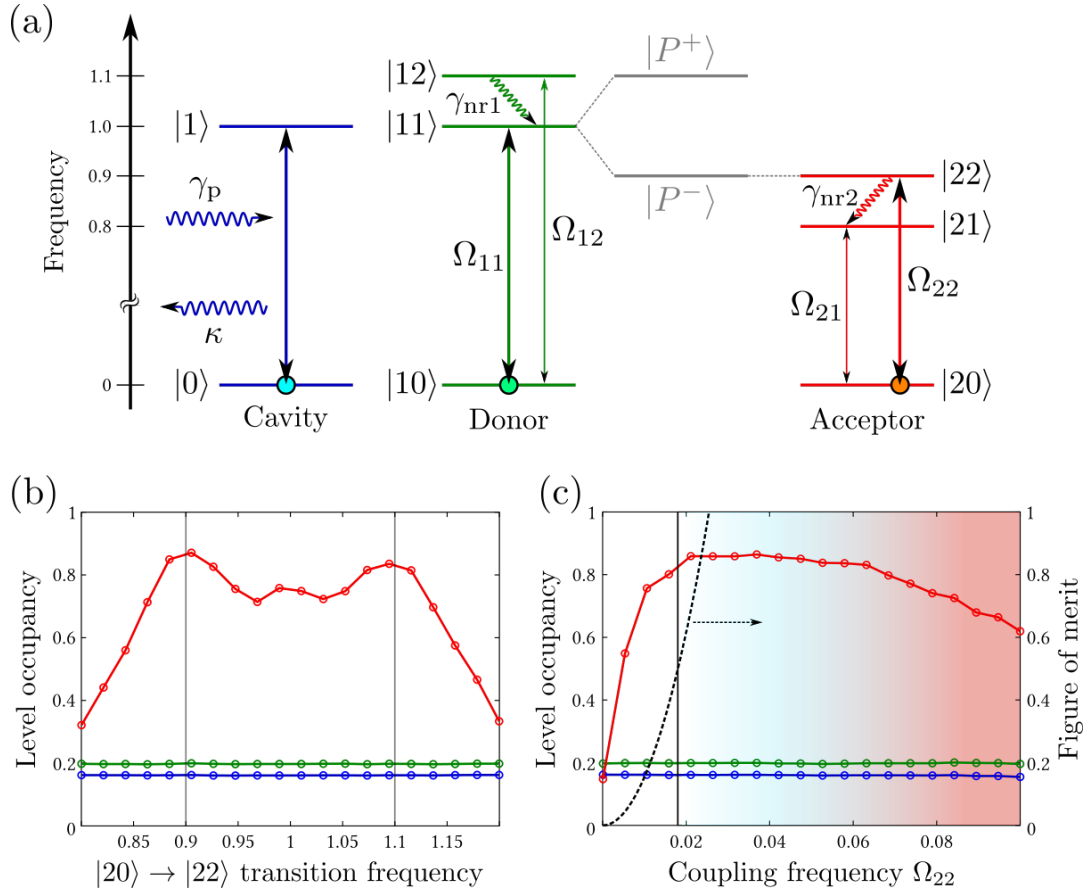 (a)
Frequency
1.1
1.0
0.9
0.8
0
|1⟩
γp
κ
|0⟩
Cavity
|12⟩
γnr1
|11⟩
Ω11
Ω12
|10⟩
Donor
|P⁺⟩
|P⁻⟩
|22⟩
γnr2
|21⟩
Ω21
Ω22
|20⟩
Acceptor
(b)
Level occupancy
1
0.8
0.6
0.4
0.2
0
0.85 0.9 0.95 1 1.05 1.1 1.15
|20⟩ → |22⟩ transition frequency
(c)
Level occupancy
1
0.8
0.6
0.4
0.2
0
0.02 0.04 0.06 0.08
Coupling frequency Ω22
1
0.8
0.6
0.4
0.2
0
Figure of merit